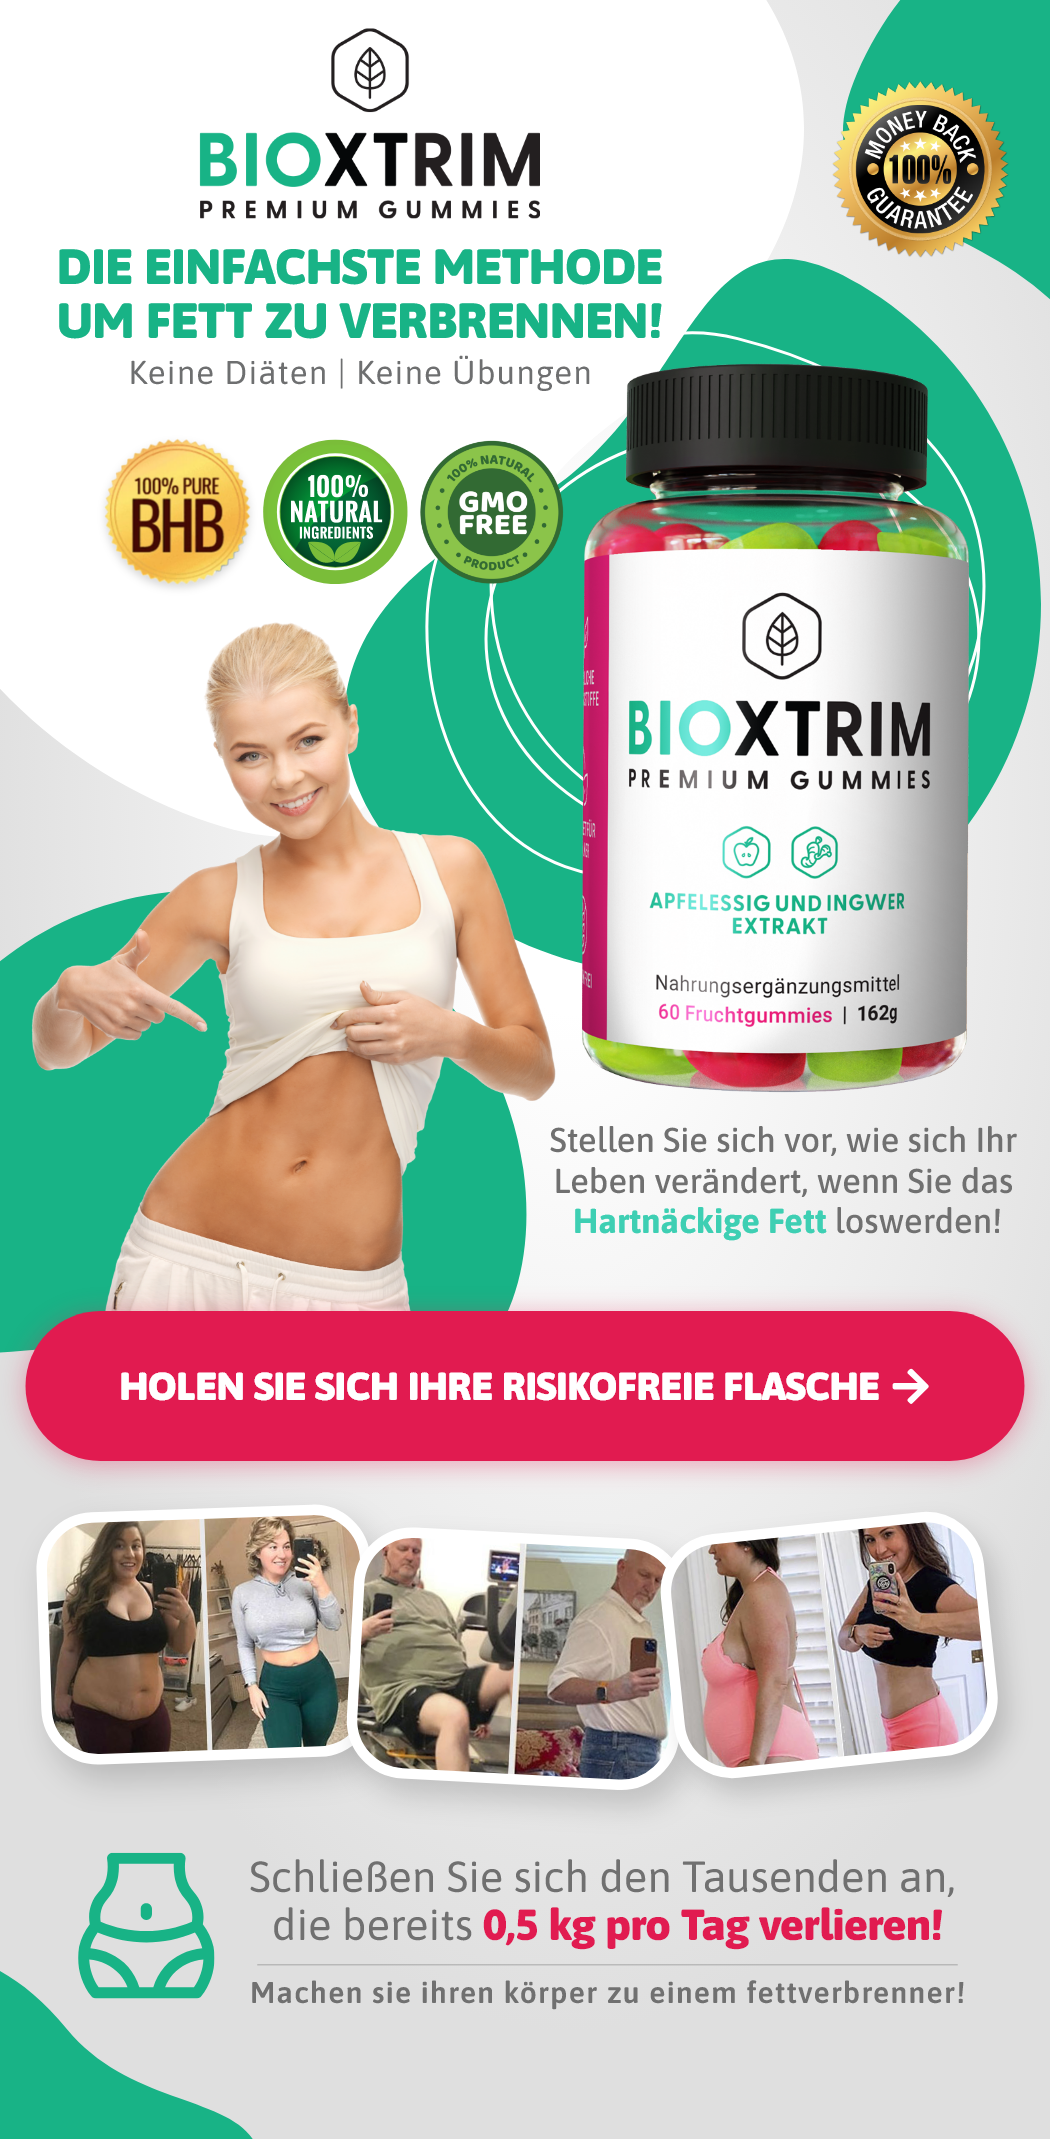 BIOXTRIM
PREMIUM GUMMIES
MONEY BACK
100%
GUARANTEE
DIE EINFACHSTE METHODE
UM FETT ZU VERBRENNEN!
Keine Diäten | Keine Übungen
100% PURE
BHB
100%
NATURAL
INGREDIENTS
100% NATURAL
GMO
FREE
PRODUCT
BIOXTRIM
PREMIUM GUMMIES
APFELESSIG UND INGWER
EXTRAKT
Nahrungsergänzungsmittel
60 Fruchtgummies | 162g
Stellen Sie sich vor, wie sich Ihr
Leben verändert, wenn Sie das
Hartnäckige Fett loswerden!
HOLEN SIE SICH IHRE RISIKOFREIE FLASCHE
Schließen Sie sich den Tausenden an,
die bereits 0,5 kg pro Tag verlieren!
Machen sie ihren körper zu einem fettverbrenner!